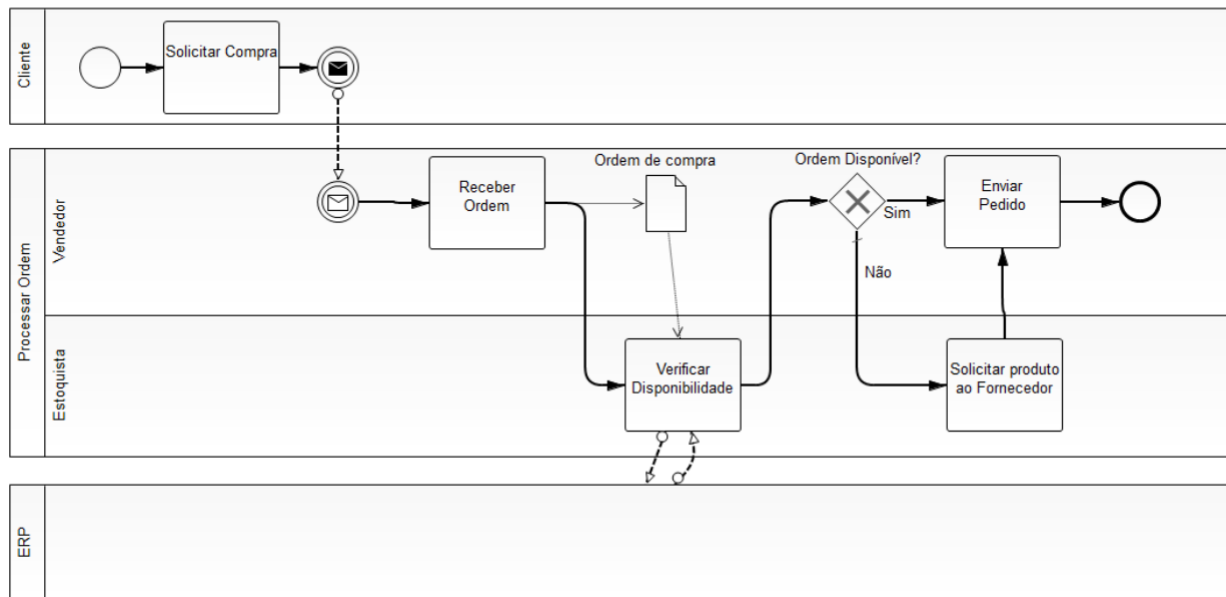 Cliente
Solicitar Compra
Processar Ordem
Vendedor
Receber
Ordem
Ordem de compra
Ordem Disponível?
Sim
Não
Enviar
Pedido
Estoquista
Verificar
Disponibilidade
Solicitar produto
ao Fornecedor
ERP